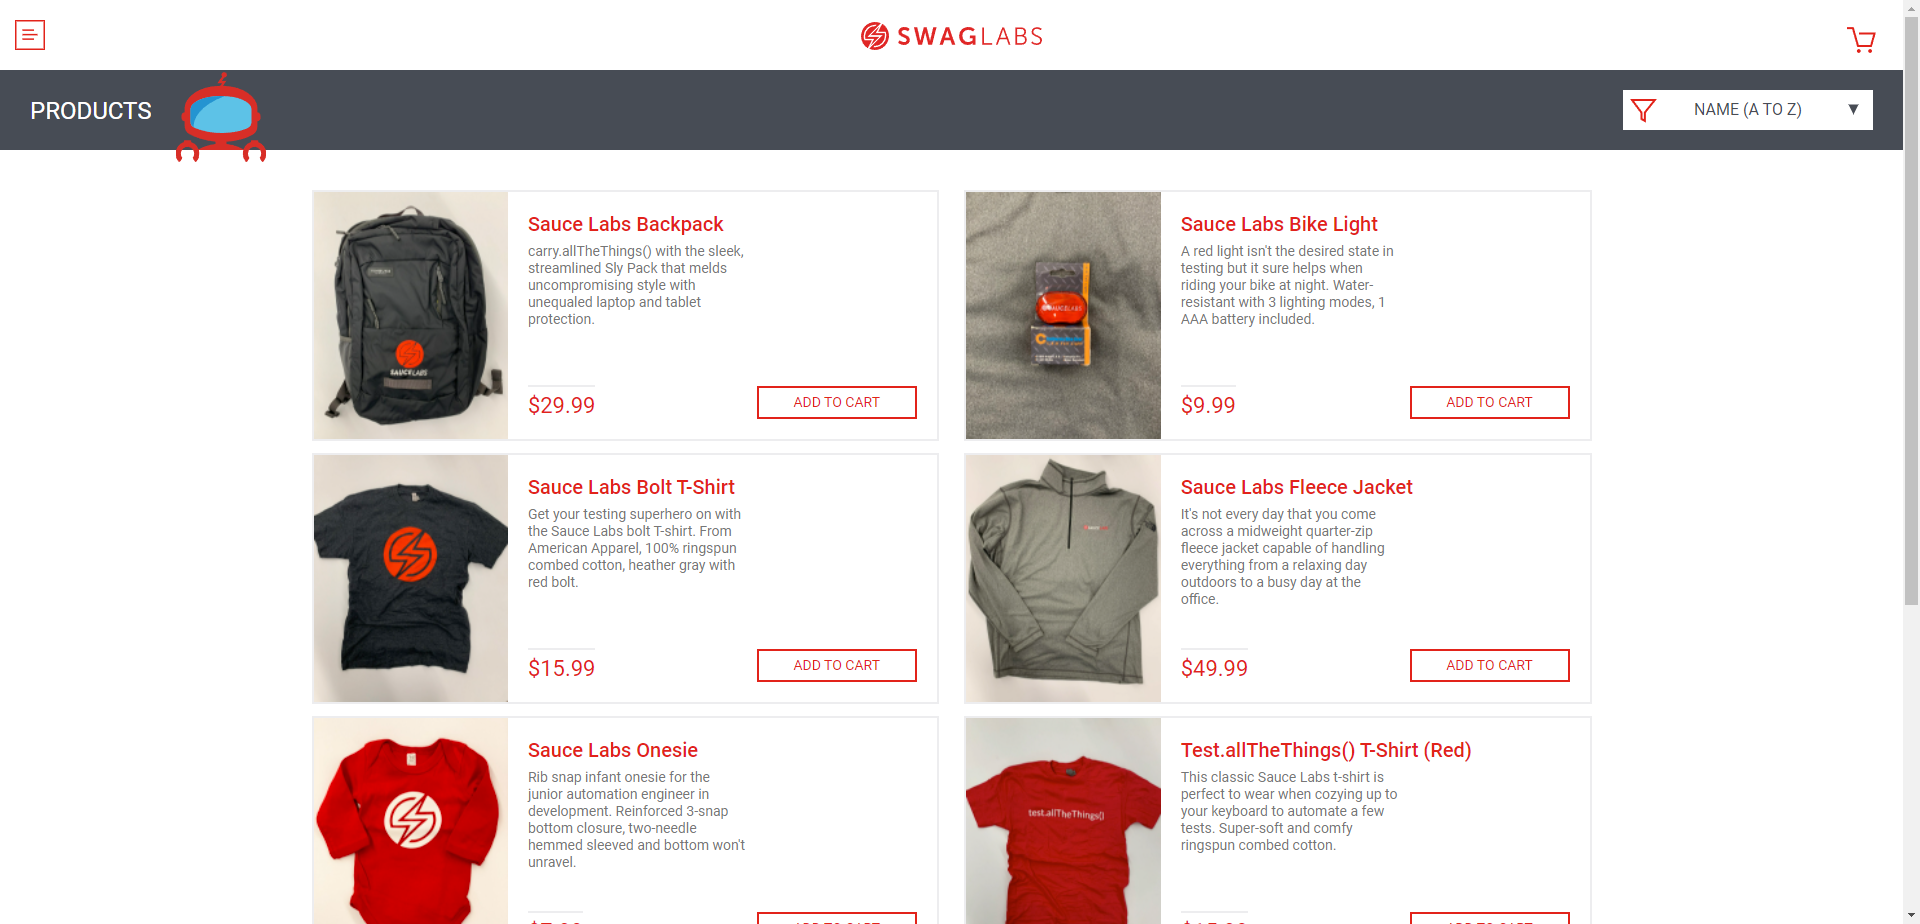 SWAGLABS
PRODUCTS
NAME (A TO Z)
Sauce Labs Backpack
carry.allTheThings() with the sleek,
streamlined Sly Pack that melds
uncompromising style with
unequaled laptop and tablet
protection.
$29.99
ADD TO CART
SAUCELABS
Sauce Labs Bike Light
A red light isn't the desired state in
testing but it sure helps when
riding your bike at night. Water-
resistant with 3 lighting modes, 1
AAA battery included.
$9.99
ADD TO CART
SAUCELABS
Sauce Labs Bolt T-Shirt
Get your testing superhero on with
the Sauce Labs bolt T-shirt. From
American Apparel, 100% ringspun
combed cotton, heather gray with
red bolt.
$15.99
ADD TO CART
Sauce Labs Fleece Jacket
It's not every day that you come
across a midweight quarter-zip
fleece jacket capable of handling
everything from a relaxing day
outdoors to a busy day at the
office.
$49.99
ADD TO CART
Sauce Labs Onesie
Rib snap infant onesie for the
junior automation engineer in
development. Reinforced 3-snap
bottom closure, two-needle
hemmed sleeved and bottom won't
unravel.
Test.allTheThings() T-Shirt (Red)
This classic Sauce Labs t-shirt is
perfect to wear when cozying up to
your keyboard to automate a few
tests. Super-soft and comfy
ringspun combed cotton.
test.allTheThings()